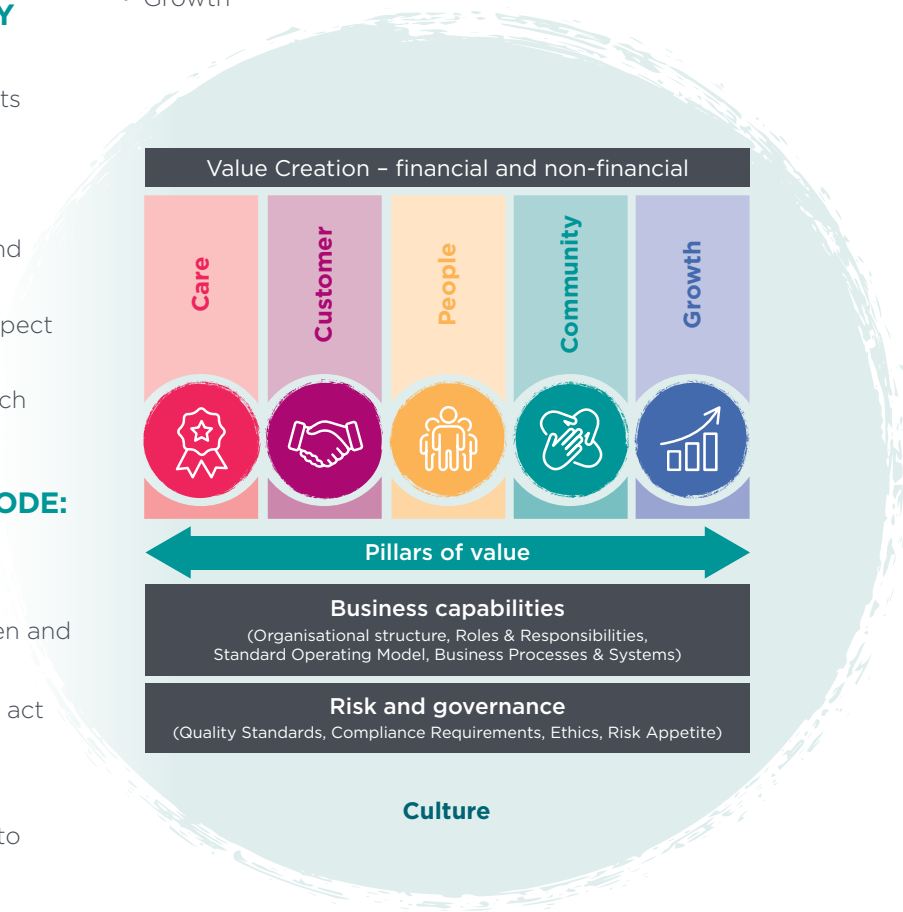 Y
ts
nd
pect
ch
ODE:
en and
act
to
• Growth
Value Creation – financial and non-financial
Care
Customer
People
Community
Growth
Pillars of value
Business capabilities
(Organisational structure, Roles & Responsibilities,
Standard Operating Model, Business Processes & Systems)
Risk and governance
(Quality Standards, Compliance Requirements, Ethics, Risk Appetite)
Culture